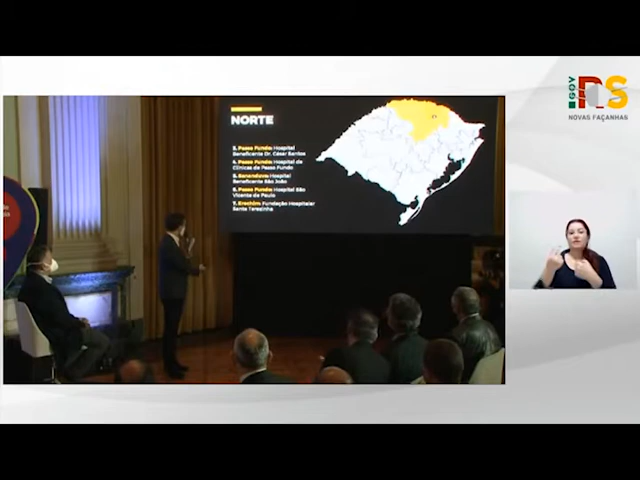 GOV
RS
NOVAS FAÇANHAS
NORTE
3. Passo Fundo: Hospital
Beneficente Dr. César Santos
4. Passo Fundo: Hospital de
Clínicas de Passo Fundo
5. Sananduva: Hospital
Beneficente São João
6. Passo Fundo: Hospital São
Vicente de Paulo
7. Erechim: Fundação Hospitalar
Santa Terezinha